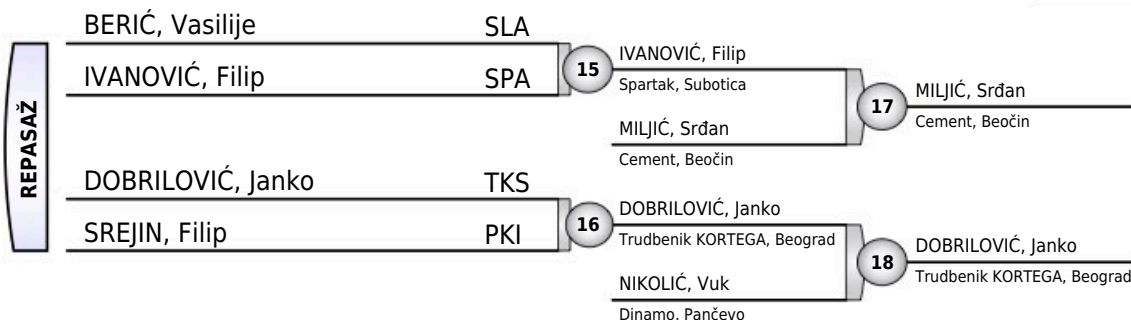 REPASAŽ
BERIĆ, Vasilije SLA
IVANOVIĆ, Filip SPA
15
IVANOVIĆ, Filip
Spartak, Subotica
MILJIĆ, Srđan
Cement, Beočin
17
MILJIĆ, Srđan
Cement, Beočin
DOBRILOVIĆ, Janko TKS
SREJIN, Filip PKI
16
DOBRILOVIĆ, Janko
Trudbenik KORTEGA, Beograd
NIKOLIĆ, Vuk
Dinamo, Pančevo
18
DOBRILOVIĆ, Janko
Trudbenik KORTEGA, Beograd